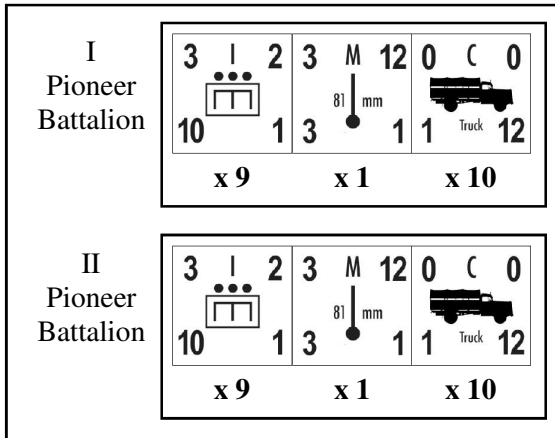 I
Pioneer
Battalion
3 I 2
10 1
3 M 12
81 mm
3 1
0 C 0
1 Truck 12
x 9
x 1
x 10
II
Pioneer
Battalion
3 I 2
10 1
3 M 12
81 mm
3 1
0 C 0
1 Truck 12
x 9
x 1
x 10